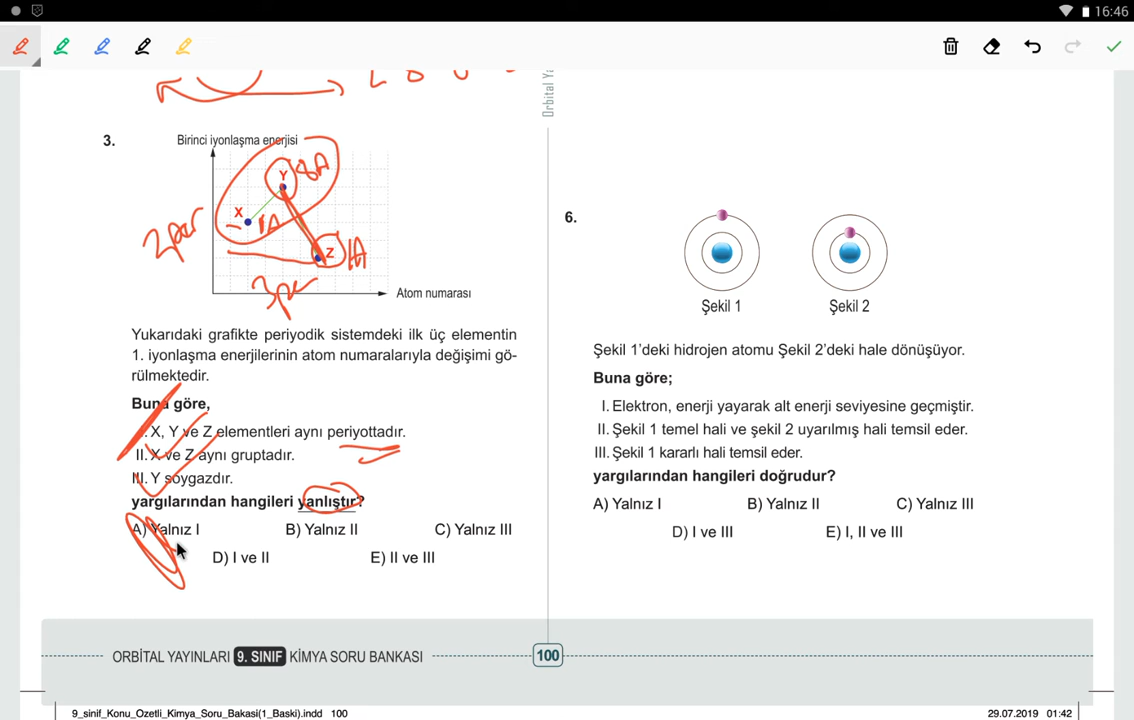 16:46
L
Orbital Ya
3.
Birinci iyonlaşma enerjisi
Y
8A
X
1A
Z
1A
2per
3per
Atom numarası
Yukarıdaki grafikte periyodik sistemdeki ilk üç elementin
1. iyonlaşma enerjilerinin atom numaralarıyla değişimi gö-
rülmektedir.
Buna göre,
I. X, Y ve Z elementleri aynı periyottadır.
II. X ve Z aynı gruptadır.
III. Y soygazdır.
yargılarından hangileri yanlıştır?
A) Yalnız I
B) Yalnız II
C) Yalnız III
D) I ve II
E) II ve III
6.
Şekil 1
Şekil 2
Şekil 1'deki hidrojen atomu Şekil 2'deki hale dönüşüyor.
Buna göre;
I. Elektron, enerji yayarak alt enerji seviyesine geçmiştir.
II. Şekil 1 temel hali ve şekil 2 uyarılmış hali temsil eder.
III. Şekil 1 kararlı hali temsil eder.
yargılarından hangileri doğrudur?
A) Yalnız I
B) Yalnız II
C) Yalnız III
D) I ve III
E) I, II ve III
ORBİTAL YAYINLARI 9. SINIF KİMYA SORU BANKASI
100
9_sinif_Konu_Ozetli_Kimya_Soru_Bakasi(1_Baski).indd 100
29.07.2019 01:42